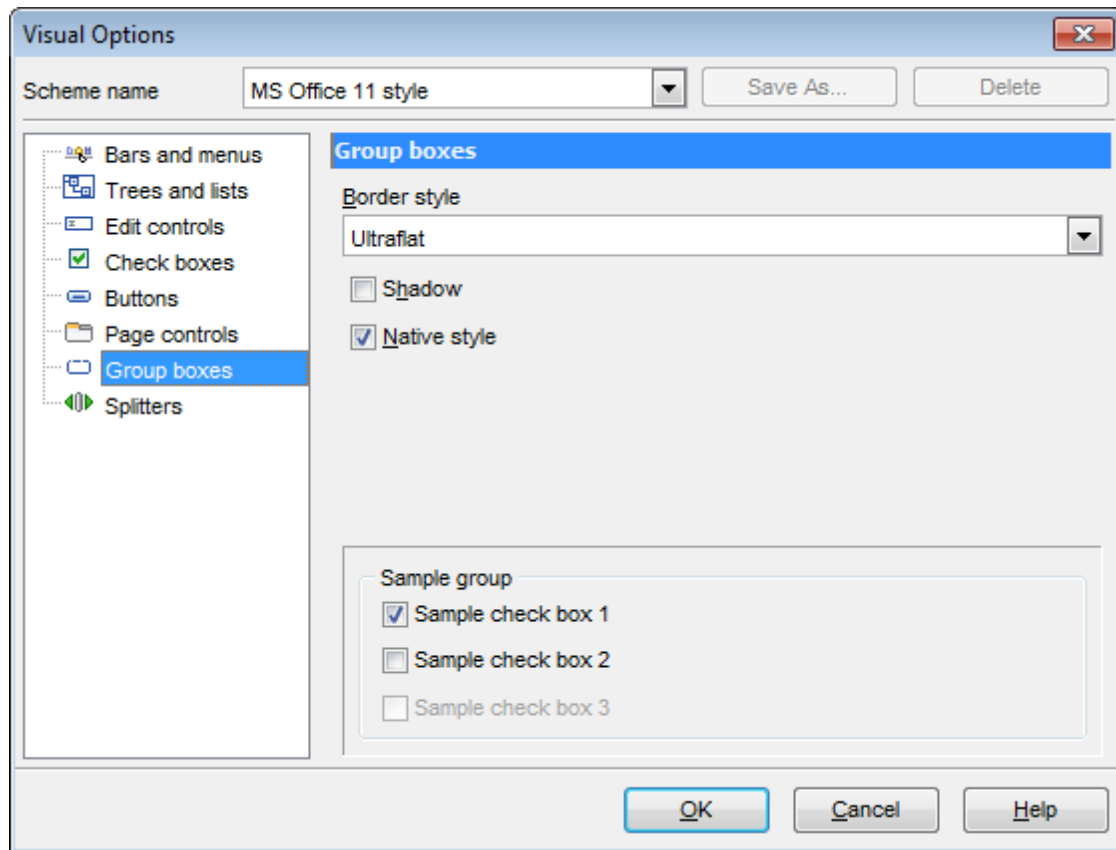 Visual Options
Scheme name MS Office 11 style Save As... Delete
Bars and menus
Trees and lists
Edit controls
Check boxes
Buttons
Page controls
Group boxes
Splitters
Group boxes
Border style
Ultraflat
Shadow
Native style
Sample group
Sample check box 1
Sample check box 2
Sample check box 3
OK Cancel Help